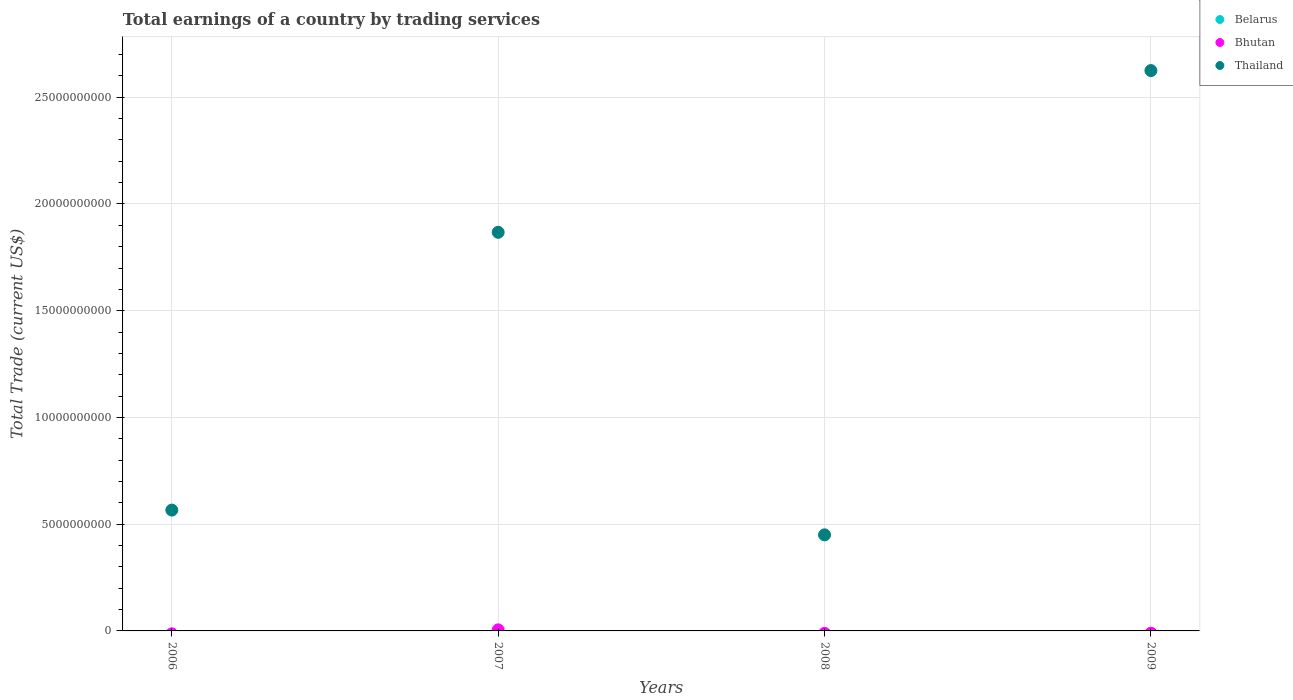 Total earnings of a country by trading services
Belarus
Bhutan
Thailand
Total Trade (current US$)
25000000000
20000000000
15000000000
10000000000
5000000000
0
2006
2007
2008
2009
Years